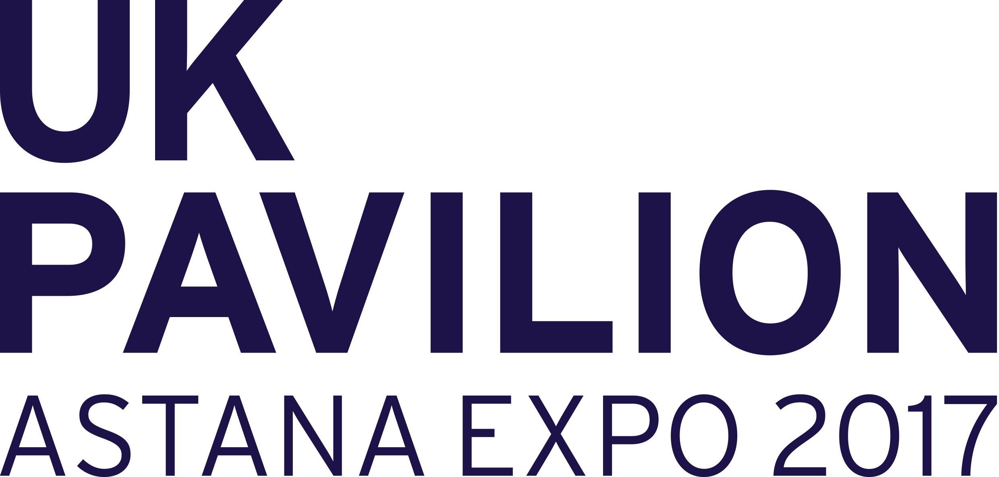 UK
PAVILION
ASTANA EXPO 2017